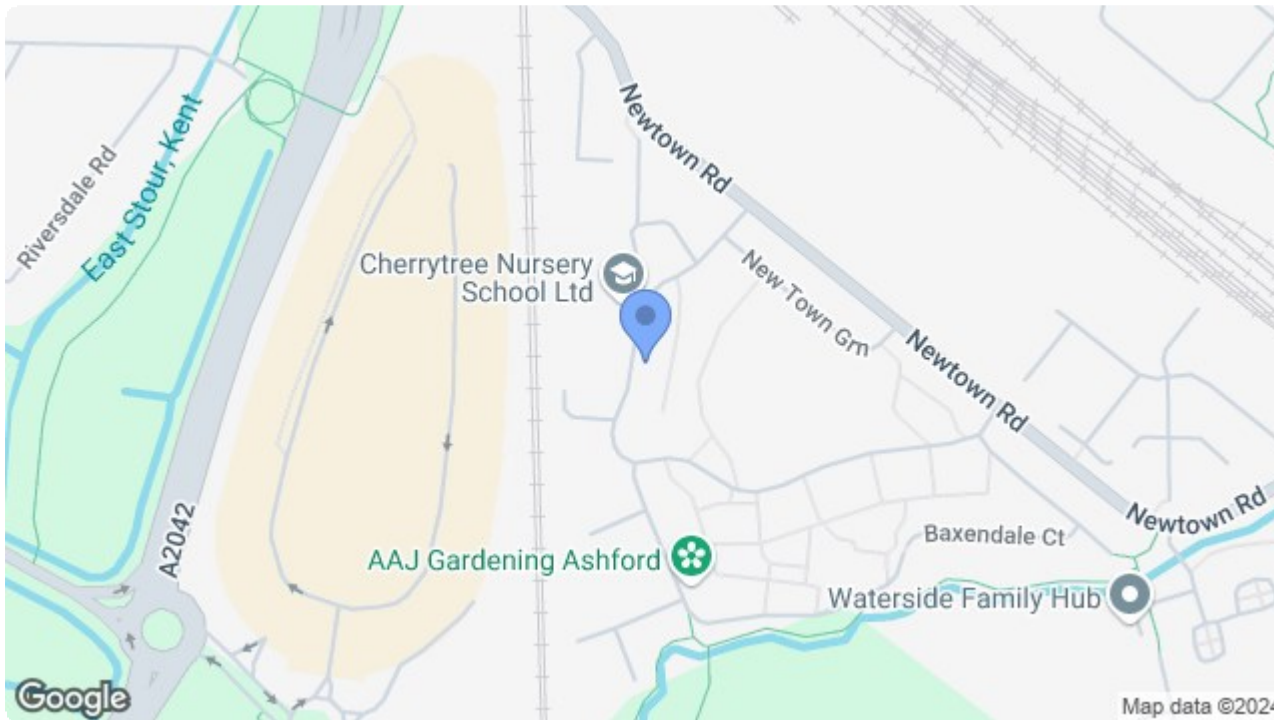 Newtown Rd
East Stour, Kent
Riversdale Rd
Cherrytree Nursery
School Ltd
New Town Grn
Newtown Rd
A2042
Newtown Rd
Baxendale Ct
AAJ Gardening Ashford
Waterside Family Hub
Google
Map data ©2024